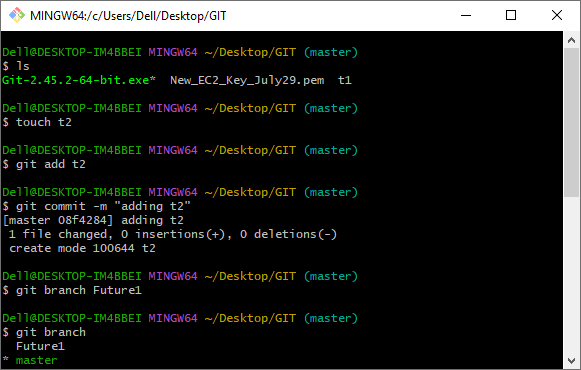 MINGW64:/c/Users/Dell/Desktop/GIT
Dell@DESKTOP-IM4BBEI MINGW64 ~/Desktop/GIT (master)
$ ls
Git-2.45.2-64-bit.exe*  New_EC2_Key_July29.pem  t1
Dell@DESKTOP-IM4BBEI MINGW64 ~/Desktop/GIT (master)
$ touch t2
Dell@DESKTOP-IM4BBEI MINGW64 ~/Desktop/GIT (master)
$ git add t2
Dell@DESKTOP-IM4BBEI MINGW64 ~/Desktop/GIT (master)
$ git commit -m "adding t2"
[master 08f4284] adding t2
 1 file changed, 0 insertions(+), 0 deletions(-)
 create mode 100644 t2
Dell@DESKTOP-IM4BBEI MINGW64 ~/Desktop/GIT (master)
$ git branch Future1
Dell@DESKTOP-IM4BBEI MINGW64 ~/Desktop/GIT (master)
$ git branch
  Future1
* master